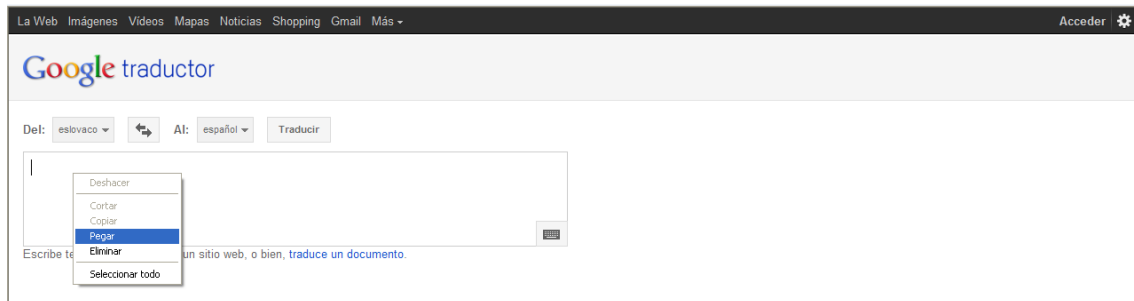 La Web Imágenes Vídeos Mapas Noticias Shopping Gmail Más Acceder
Google traductor
Del: eslovaco Al: español Traducir
Deshacer
Cortar
Copiar
Pegar
Eliminar
Escribe te un sitio web, o bien, traduce un documento.
Seleccionar todo